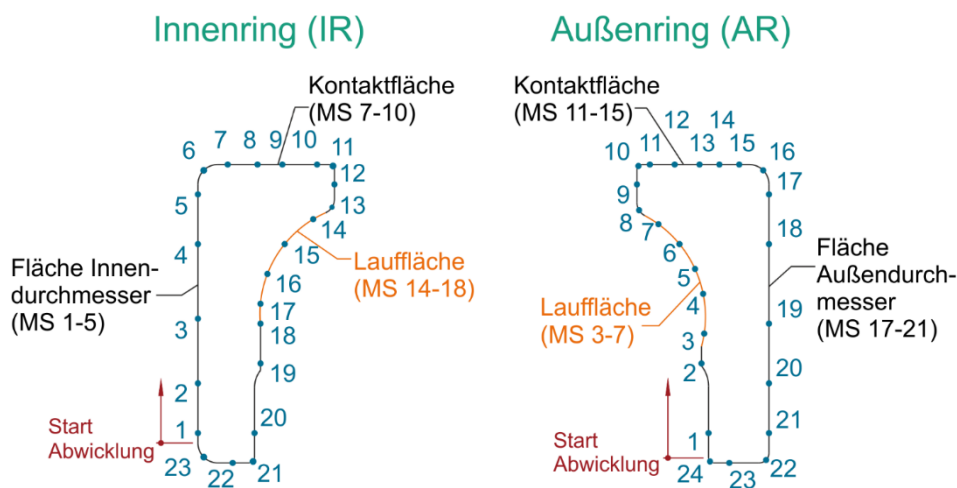 Innenring (IR)
Kontaktfläche
(MS 7-10)
6
7
8
9
10
11
12
13
14
15
16
17
18
19
20
21
22
23
1
2
3
4
5
Fläche Innen-
durchmesser
(MS 1-5)
Lauffläche
(MS 14-18)
Start
Abwicklung
Außenring (AR)
Kontaktfläche
(MS 11-15)
10
11
12
13
14
15
16
17
18
19
20
21
22
23
24
1
2
3
4
5
6
7
8
9
Lauffläche
(MS 3-7)
Fläche
Außendurch-
messer
(MS 17-21)
Start
Abwicklung